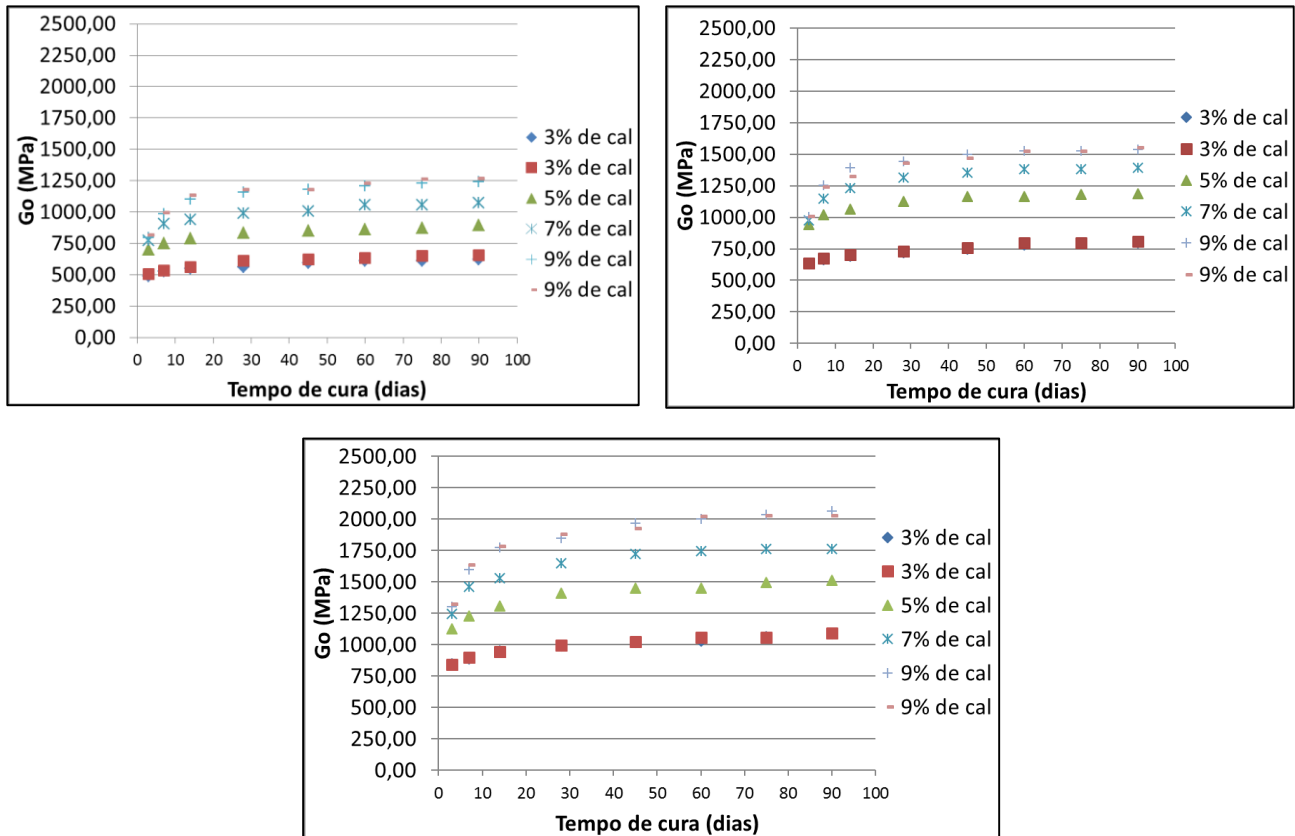 2500,00
2250,00
2000,00
1750,00
1500,00
1250,00
1000,00
750,00
500,00
250,00
0,00
Go (MPa)
0 10 20 30 40 50 60 70 80 90 100
Tempo de cura (dias)
3% de cal
3% de cal
5% de cal
7% de cal
9% de cal
9% de cal
2500,00
2250,00
2000,00
1750,00
1500,00
1250,00
1000,00
750,00
500,00
250,00
0,00
Go (MPa)
0 10 20 30 40 50 60 70 80 90 100
Tempo de cura (dias)
3% de cal
3% de cal
5% de cal
7% de cal
9% de cal
9% de cal
2500,00
2250,00
2000,00
1750,00
1500,00
1250,00
1000,00
750,00
500,00
250,00
0,00
Go (MPa)
0 10 20 30 40 50 60 70 80 90 100
Tempo de cura (dias)
3% de cal
3% de cal
5% de cal
7% de cal
9% de cal
9% de cal